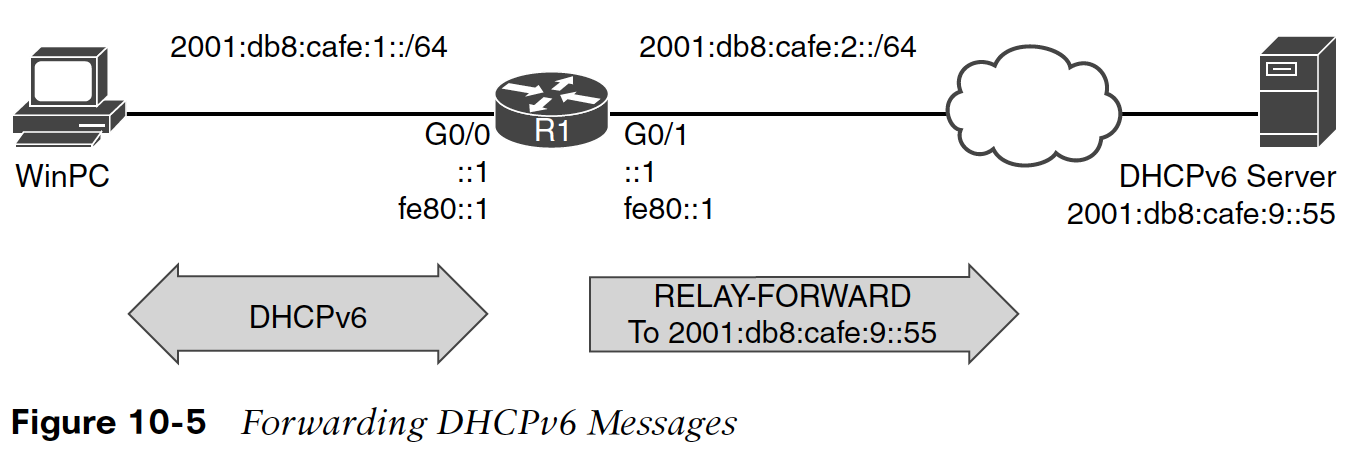 2001:db8:cafe:1::/64
2001:db8:cafe:2::/64
R1
G0/0
::1
fe80::1
G0/1
::1
fe80::1
WinPC
DHCPv6 Server
2001:db8:cafe:9::55
DHCPv6
RELAY-FORWARD
To 2001:db8:cafe:9::55
Figure 10-5 Forwarding DHCPv6 Messages